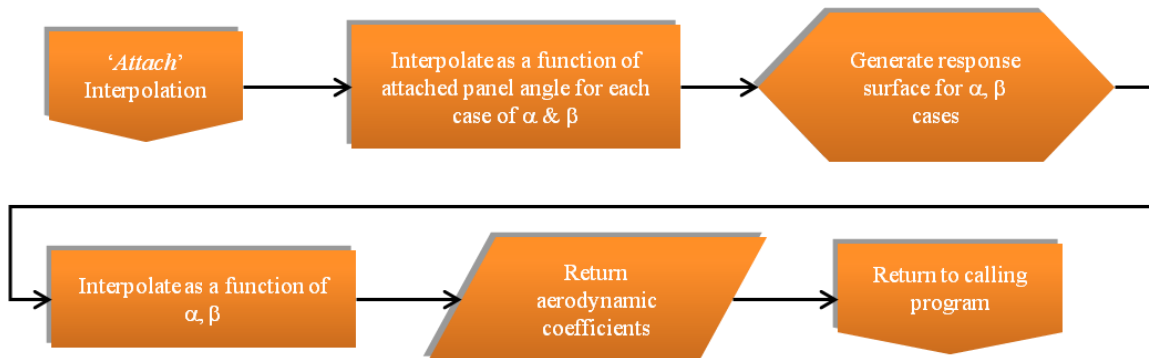 ‘Attach’
Interpolation
Interpolate as a function of
attached panel angle for each
case of α & β
Generate response
surface for α, β
cases
Interpolate as a function of
α, β
Return
aerodynamic
coefficients
Return to calling
program